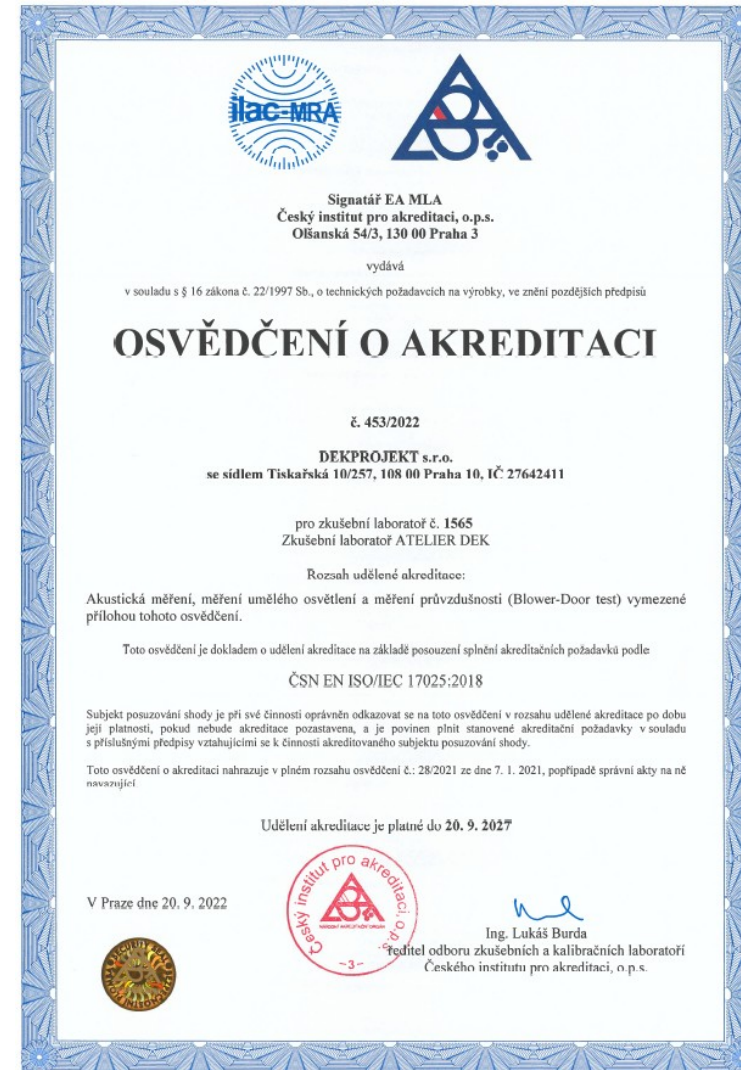 ilac-MRA
Signatář EA MLA
Český institut pro akreditaci, o.p.s.
Olšanská 54/3, 130 00 Praha 3
vydává
v souladu s § 16 zákona č. 22/1997 Sb., o technických požadavcích na výrobky, ve znění pozdějších předpisů
OSVĚDČENÍ O AKREDITACI
č. 453/2022
DEKPROJEKT s.r.o.
se sídlem Tiskařská 10/257, 108 00 Praha 10, IČ 27642411
pro zkušební laboratoř č. 1565
Zkušební laboratoř ATELIER DEK
Rozsah udělené akreditace:
Akustická měření, měření umělého osvětlení a měření průvzdušnosti (Blower-Door test) vymezené
přílohou tohoto osvědčení.
Toto osvědčení je dokladem o udělení akreditace na základě posouzení splnění akreditačních požadavků podle
ČSN EN ISO/IEC 17025:2018
Subjekt posuzování shody je při své činnosti oprávněn odkazovat se na toto osvědčení v rozsahu udělené akreditace po dobu
její platnosti, pokud nebude akreditace pozastavena, a je povinen plnit stanovené akreditační požadavky v souladu
s příslušnými předpisy vztahujícími se k činnosti akreditovaného subjektu posuzování shody.
Toto osvědčení o akreditaci nahrazuje v plném rozsahu osvědčení č.: 28/2021 ze dne 7. 1. 2021, popřípadě správní akty na ně
navazující.
Udělení akreditace je platné do 20. 9. 2027
Český institut pro akreditaci, o.p.s.
-3-
V Praze dne 20. 9. 2022
Ing. Lukáš Burda
ředitel odboru zkušebních a kalibračních laboratoří
Českého institutu pro akreditaci, o.p.s.